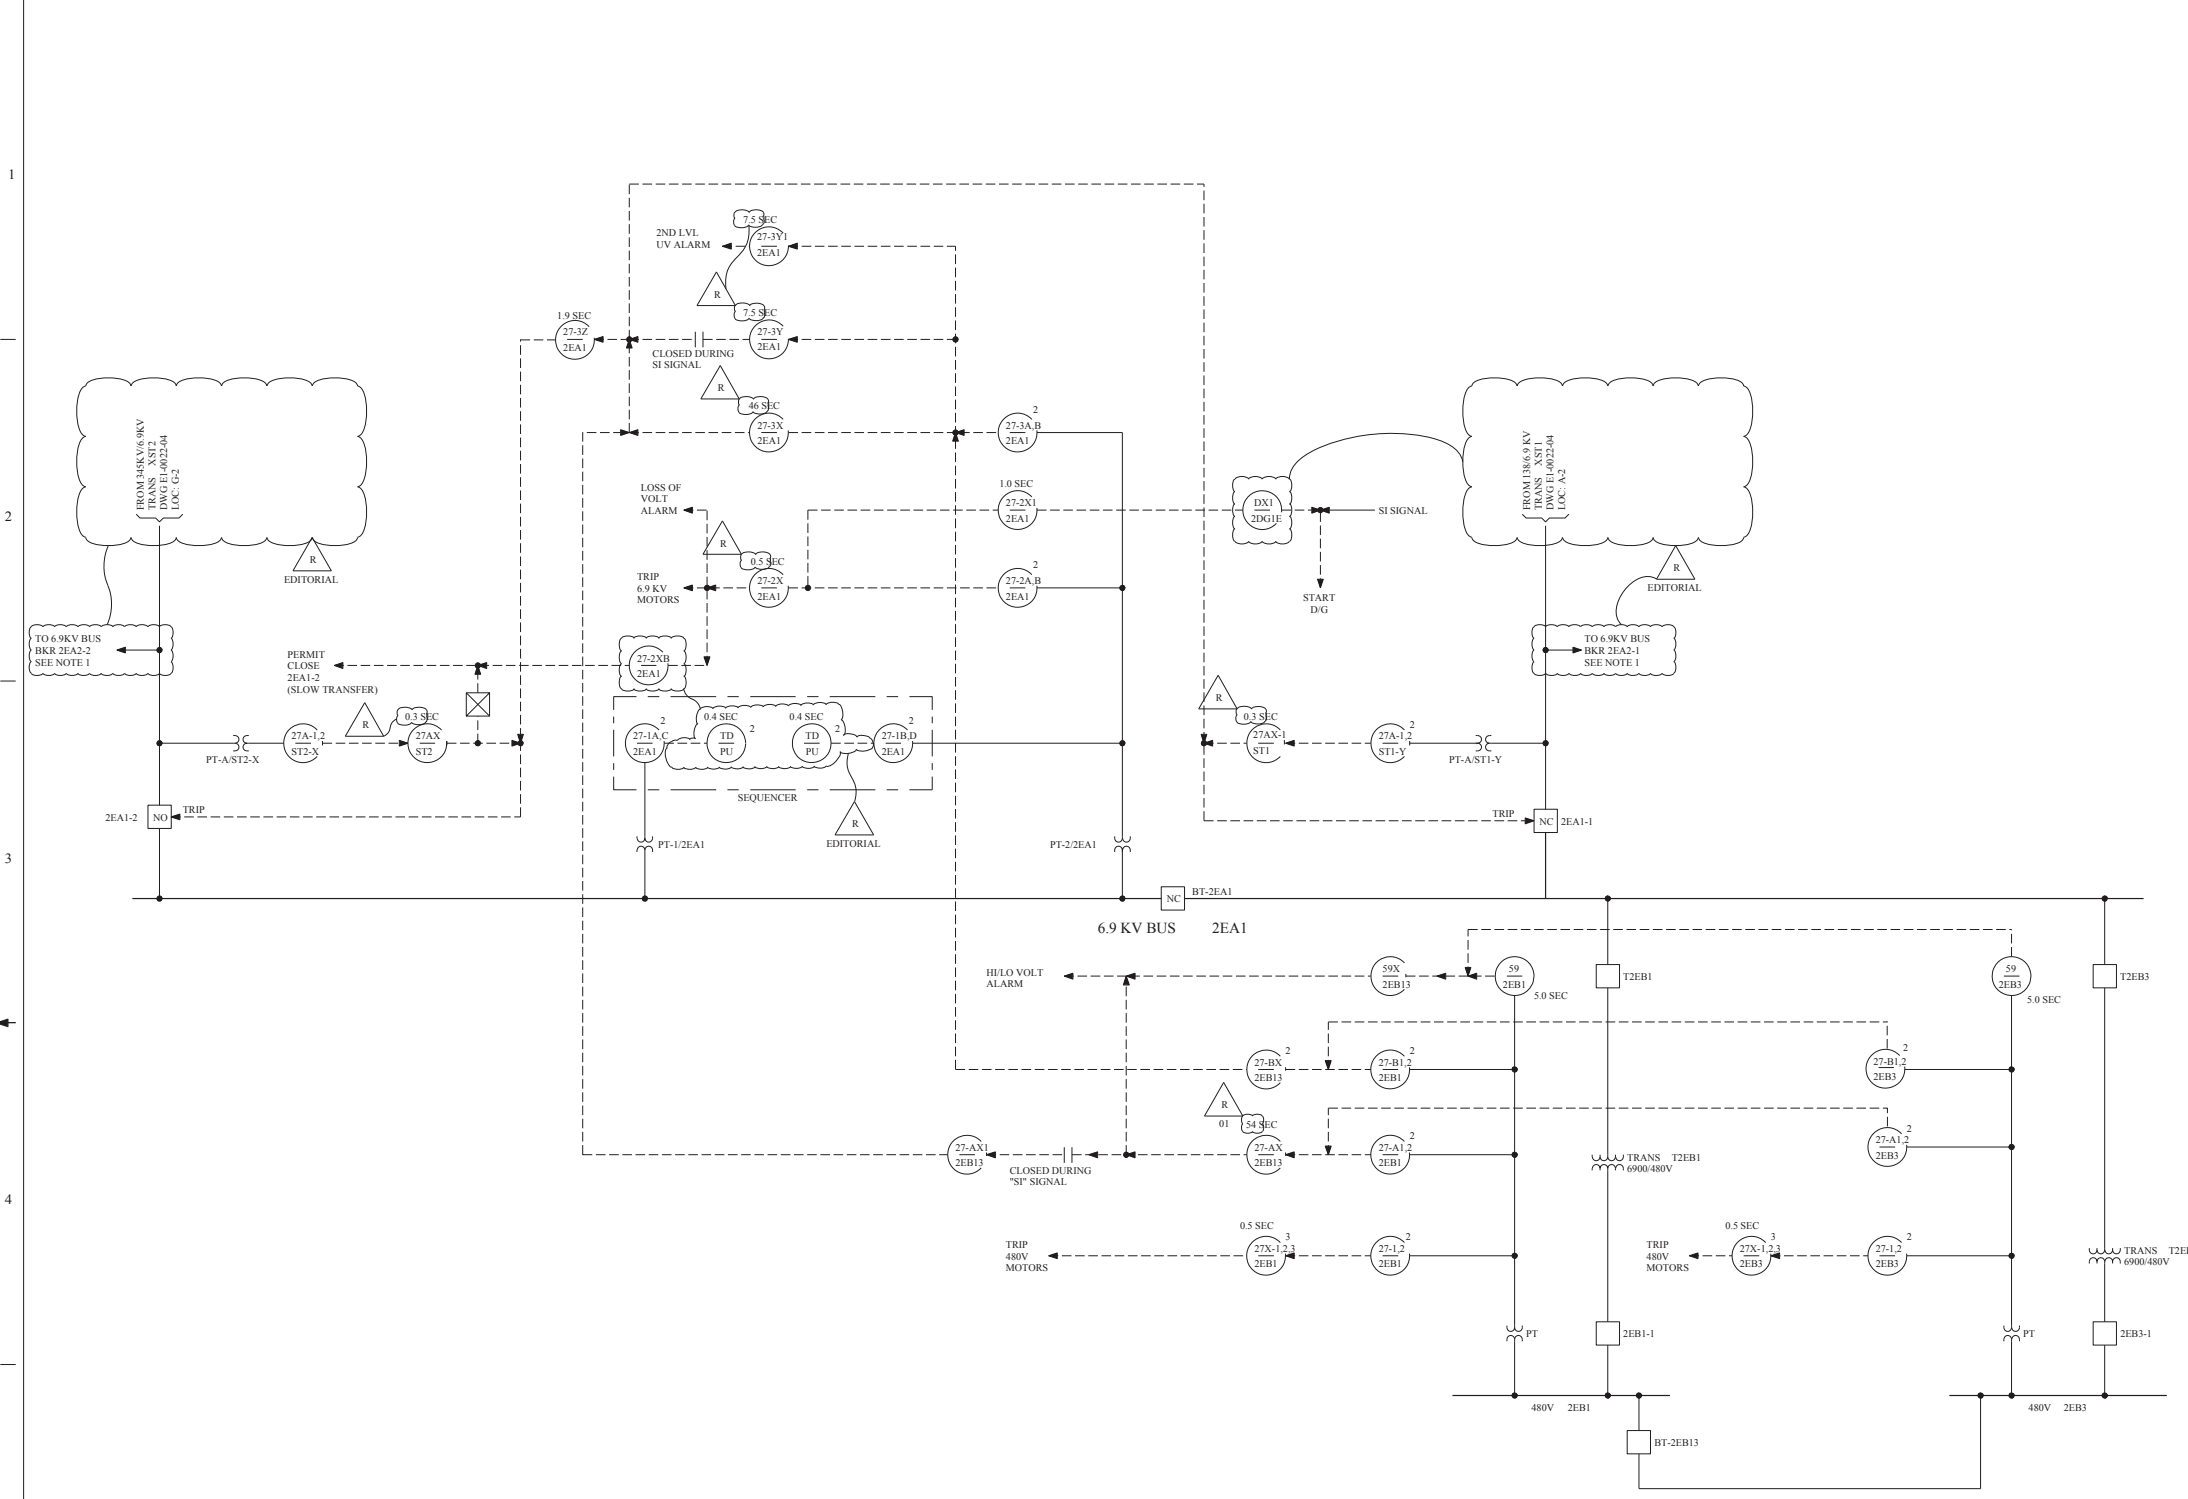 1
2
3
4
7.5 SEC
2ND LVL
UV ALARM
27-3Y1
2EA1
R
7.5 SEC
1.9 SEC
27-3Z
2EA1
27-3Y
2EA1
CLOSED DURING
SI SIGNAL
R
46 SEC
27-3X
2EA1
2
27-3A,B
2EA1
FROM 345KV/6.9KV
TRANS XST2
DWG E1-0022-04
LOC: G-2
FROM 138/6.9 KV
TRANS XST1
DWG E1-0022-04
LOC: A-2
LOSS OF
VOLT
ALARM
1.0 SEC
27-2X1
2EA1
DX1
2DG1E
SI SIGNAL
R
EDITORIAL
R
0.5 SEC
TRIP
6.9 KV
MOTORS
27-2X
2EA1
2
27-2A,B
2EA1
START
D/G
R
EDITORIAL
TO 6.9KV BUS
BKR 2EA2-2
SEE NOTE 1
TO 6.9KV BUS
BKR 2EA2-1
SEE NOTE 1
PERMIT
CLOSE
2EA1-2
(SLOW TRANSFER)
27-2XB
2EA1
R
0.3 SEC
27A-1,2
ST2-X
27AX
ST2
PT-A/ST2-X
2
27-1A,C
2EA1
0.4 SEC
TD
PU
2
0.4 SEC
TD
PU
2
2
27-1B,D
2EA1
SEQUENCER
R
0.3 SEC
27AX-1
ST1
2
27A-1,2
ST1-Y
PT-A/ST1-Y
2EA1-2
NO
TRIP
R
EDITORIAL
PT-1/2EA1
PT-2/2EA1
TRIP
NC
2EA1-1
NC
BT-2EA1
6.9 KV BUS 2EA1
HI/LO VOLT
ALARM
59X
2EB13
59
2EB1
5.0 SEC
T2EB1
59
2EB3
5.0 SEC
T2EB3
2
27-BX
2EB13
2
27-B1,2
2EB1
2
27-B1,2
2EB3
R
01
54 SEC
27-AX1
2EB13
CLOSED DURING
"SI" SIGNAL
27-AX
2EB13
2
27-A1,2
2EB1
TRANS T2EB1
6900/480V
2
27-A1,2
2EB3
TRIP
480V
MOTORS
0.5 SEC
3
27X-1,2,3
2EB1
2
27-1,2
2EB1
TRIP
480V
MOTORS
0.5 SEC
3
27X-1,2,3
2EB3
2
27-1,2
2EB3
TRANS
6900/480V
PT
2EB1-1
PT
2EB3-1
480V 2EB1
480V 2EB3
BT-2EB13